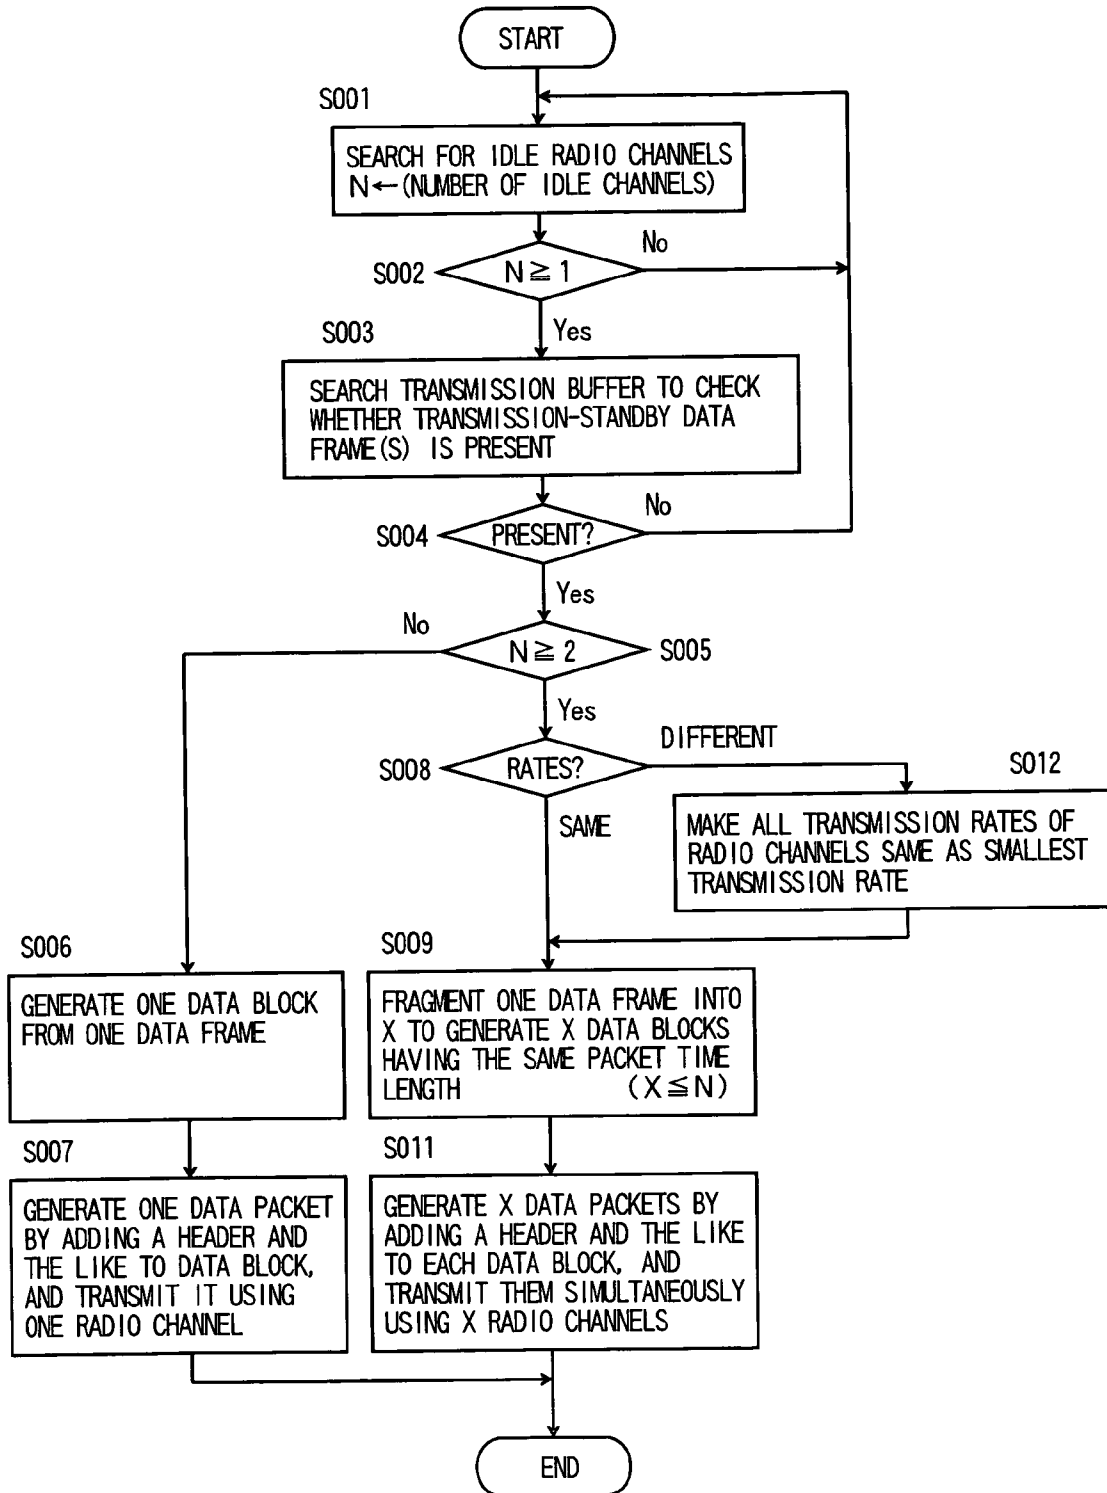 START
S001
SEARCH FOR IDLE RADIO CHANNELS
N←(NUMBER OF IDLE CHANNELS)
No
S002
N≧1
Yes
S003
SEARCH TRANSMISSION BUFFER TO CHECK
WHETHER TRANSMISSION-STANDBY DATA
FRAME(S) IS PRESENT
No
S004
PRESENT?
Yes
No
N≧2
S005
Yes
DIFFERENT
S008
RATES?
S012
SAME
MAKE ALL TRANSMISSION RATES OF
RADIO CHANNELS SAME AS SMALLEST
TRANSMISSION RATE
S006
GENERATE ONE DATA BLOCK
FROM ONE DATA FRAME
S009
FRAGMENT ONE DATA FRAME INTO
X TO GENERATE X DATA BLOCKS
HAVING THE SAME PACKET TIME
LENGTH (X≦N)
S007
GENERATE ONE DATA PACKET
BY ADDING A HEADER AND
THE LIKE TO DATA BLOCK,
AND TRANSMIT IT USING
ONE RADIO CHANNEL
S011
GENERATE X DATA PACKETS BY
ADDING A HEADER AND THE LIKE
TO EACH DATA BLOCK, AND
TRANSMIT THEM SIMULTANEOUSLY
USING X RADIO CHANNELS
END